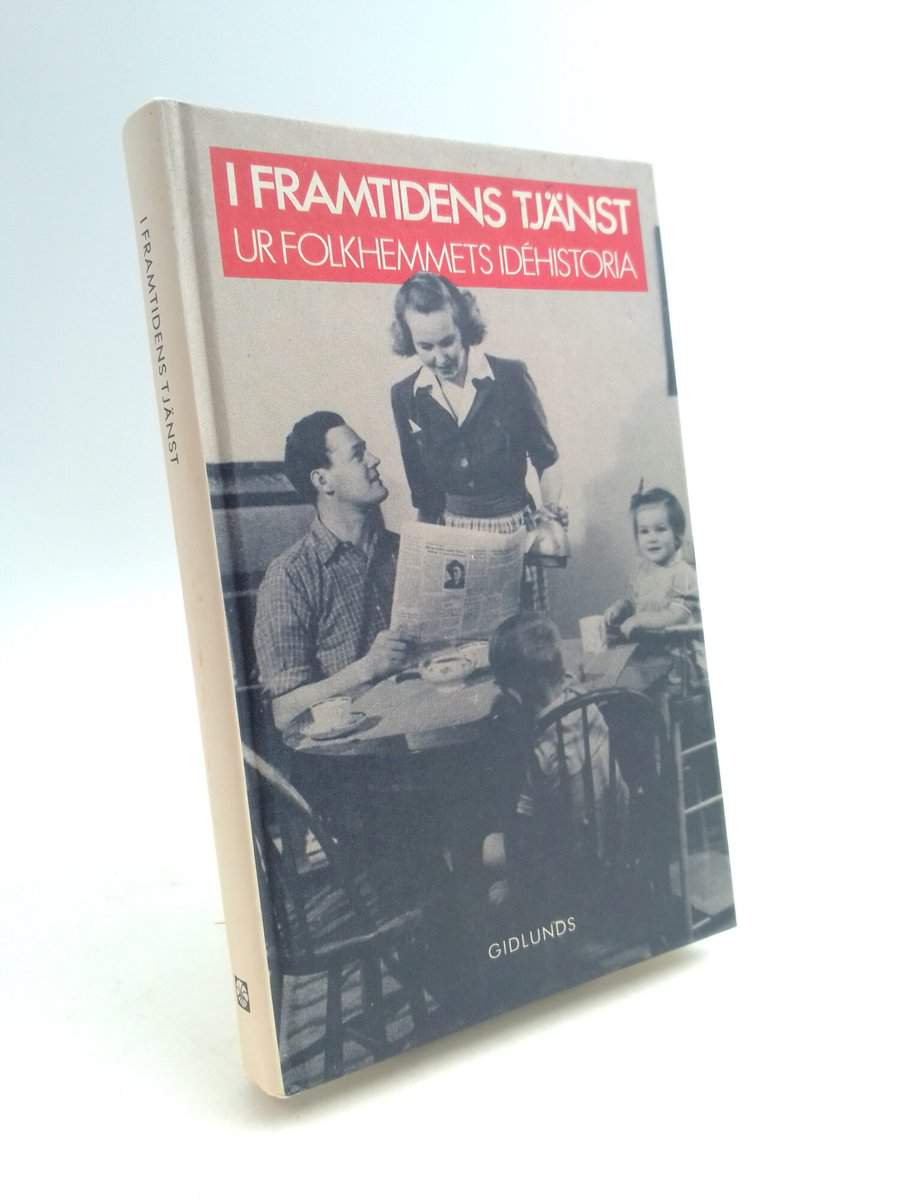 I FRAMTIDENS TJÄNST
UR FOLKHEMMETS IDÉHISTORIA
GIDLUNDS
I FRAMTIDENS TJÄNST